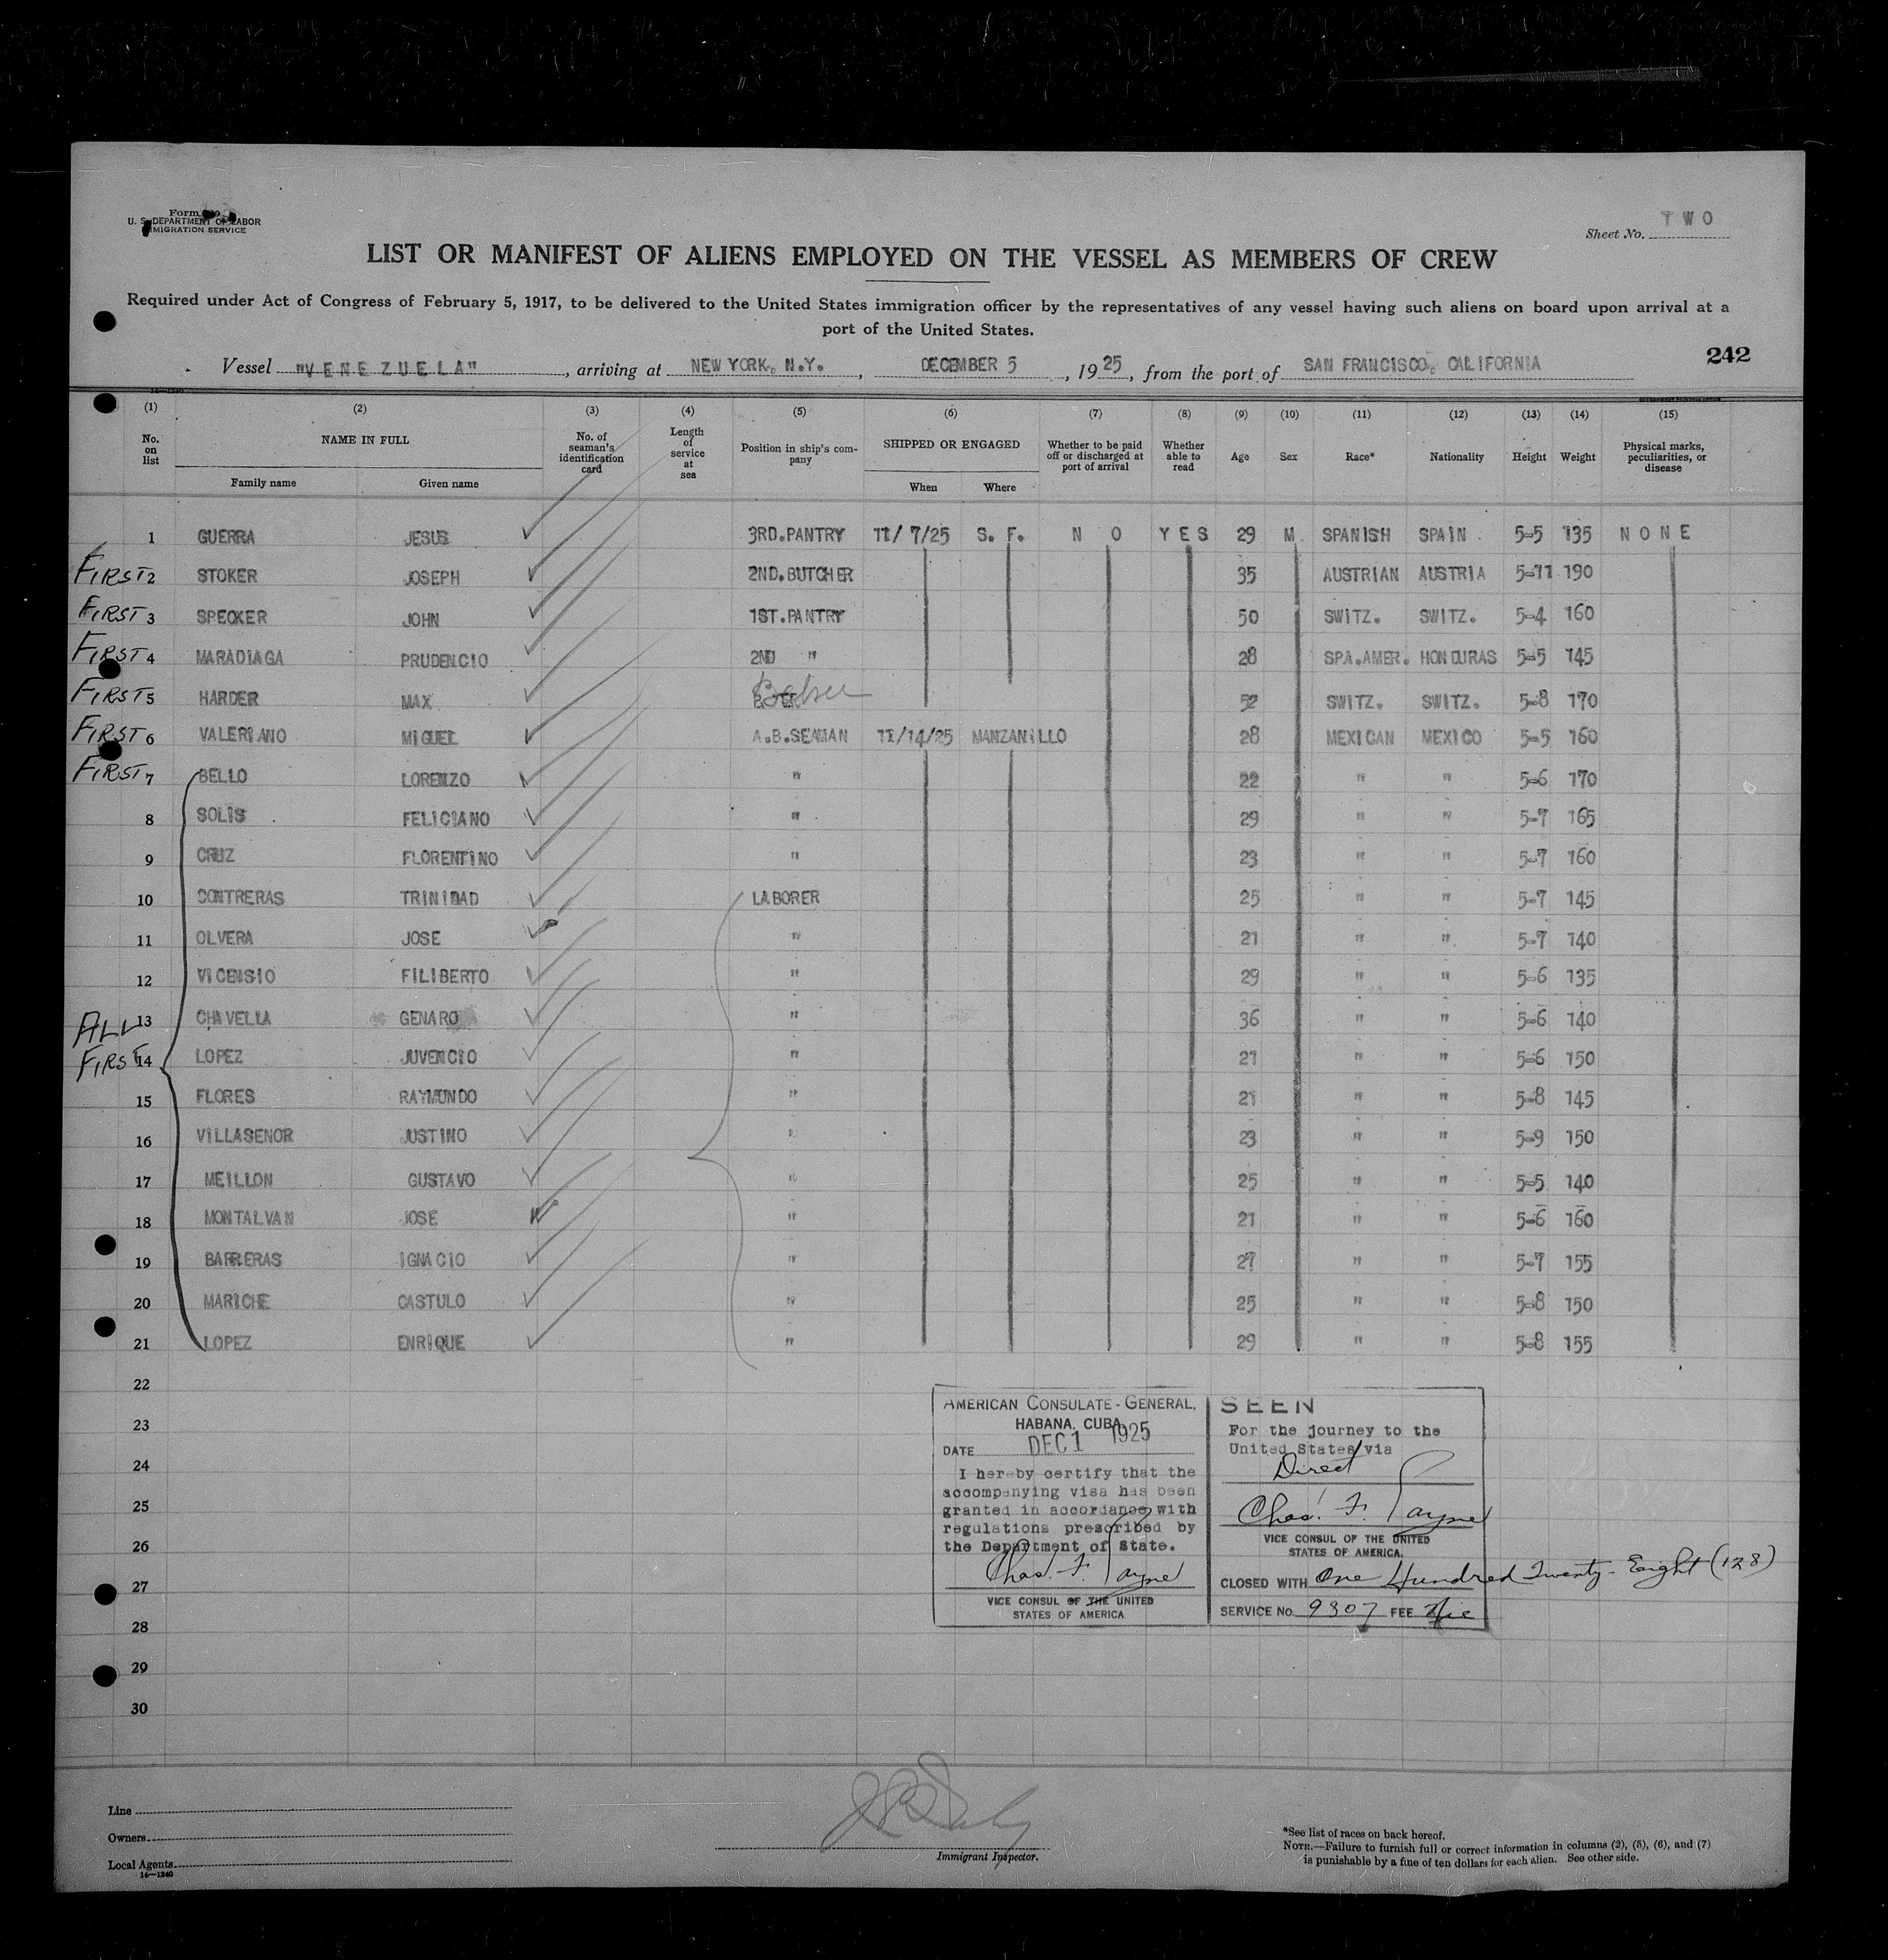 Form
U. S. DEPARTMENT OF LABOR
IMMIGRATION SERVICE
TWO
Sheet No.
LIST OR MANIFEST OF ALIENS EMPLOYED ON THE VESSEL AS MEMBERS OF CREW
Required under Act of Congress of February 5, 1917, to be delivered to the United States immigration officer by the representatives of any vessel having such aliens on board upon arrival at a
port of the United States.
242
Vessel "VENEZUELA", arriving at NEW YORK, N.Y., DECEMBER 5, 1925, from the port of SAN FRANCISCO, CALIFORNIA
(1) (2) (3) (4) (5) (6) (7) (8) (9) (10) (11) (12) (13) (14) (15)
No. on list NAME IN FULL Family name Given name No. of seaman's identification card Length of service at sea Position in ship's company SHIPPED OR ENGAGED When Where Whether to be paid off or discharged at port of arrival Whether able to read Age Sex Race* Nationality Height Weight Physical marks, peculiarities, or disease
1 GUERRA JESUS 3RD.PANTRY 11/7/25 S. F. NO YES 29 M. SPANISH SPAIN 5-5 135 NONE
FIRST 2 STOKER JOSEPH 2ND.BUTCHER 35 AUSTRIAN AUSTRIA 5-11 190
FIRST 3 SPECKER JOHN 1ST.PANTRY 50 SWITZ. SWITZ. 5-4 160
FIRST 4 MARADIAGA PRUDENCIO 2ND " 28 SPA.AMER. HONDURAS 5-5 145
FIRST 5 HARDER MAX 52 SWITZ. SWITZ. 5-8 170
FIRST 6 VALERIANO MIGUEL A.B.SEAMAN 11/14/25 MANZANILLO 28 MEXICAN MEXICO 5-5 160
FIRST 7 BELLO LORENZO " 22 " " 5-6 170
8 SOLIS FELICIANO " 29 " " 5-7 165
9 CRUZ FLORENTINO " 23 " " 5-7 160
10 CONTRERAS TRINIDAD LABORER 25 " " 5-7 145
11 OLVERA JOSE " 21 " " 5-7 140
12 VICENSIO FILIBERTO " 29 " " 5-6 135
ALL 13 CHAVELLA GENARO " 36 " " 5-6 140
FIRST 14 LOPEZ JUVENCIO " 21 " " 5-6 150
15 FLORES RAYMUNDO " 21 " " 5-8 145
16 VILLASENOR JUSTINO " 23 " " 5-9 150
17 MEILLON GUSTAVO " 25 " " 5-5 140
18 MONTALVAN JOSE " 21 " " 5-6 160
19 BARRERAS IGNACIO " 27 " " 5-7 155
20 MARICHE CASTULO " 25 " " 5-8 150
21 LOPEZ ENRIQUE " 29 " " 5-8 155
22
23
24
25
26
27
28
29
30
AMERICAN CONSULATE-GENERAL,
HABANA, CUBA
DATE DEC 1 1925
I hereby certify that the
accompanying visa has been
granted in accordance with
regulations prescribed by
the Department of State.
Chas. F. Payne
VICE CONSUL OF THE UNITED
STATES OF AMERICA
SEEN
For the journey to the
United States via
Direct
Chas. F. Payne
VICE CONSUL OF THE UNITED
STATES OF AMERICA.
CLOSED WITH One Hundred Twenty-Eight (128)
SERVICE No. 9307 FEE
Line
Owners
Local Agents
14—1240
Immigrant Inspector.
*See list of races on back hereof.
NOTE.—Failure to furnish full or correct information in columns (2), (5), (6), and (7)
is punishable by a fine of ten dollars for each alien. See other side.